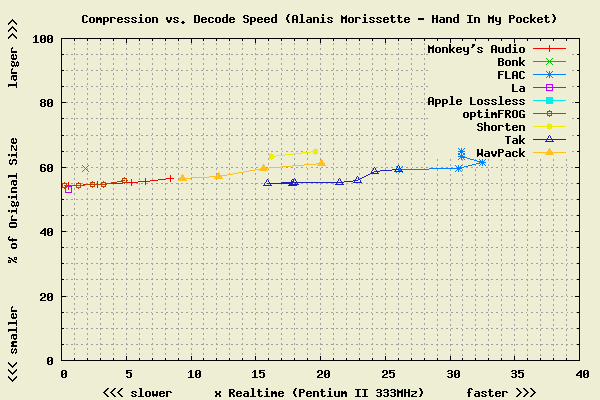 Compression vs. Decode Speed (Alanis Morissette - Hand In My Pocket)
<<< smaller % of Original Size larger >>>
100
80
60
40
20
0
Monkey's Audio
Bonk
FLAC
La
Apple Lossless
optimFROG
Shorten
Tak
WavPack
0 5 10 15 20 25 30 35 40
<<< slower x Realtime (Pentium II 333MHz) faster >>>